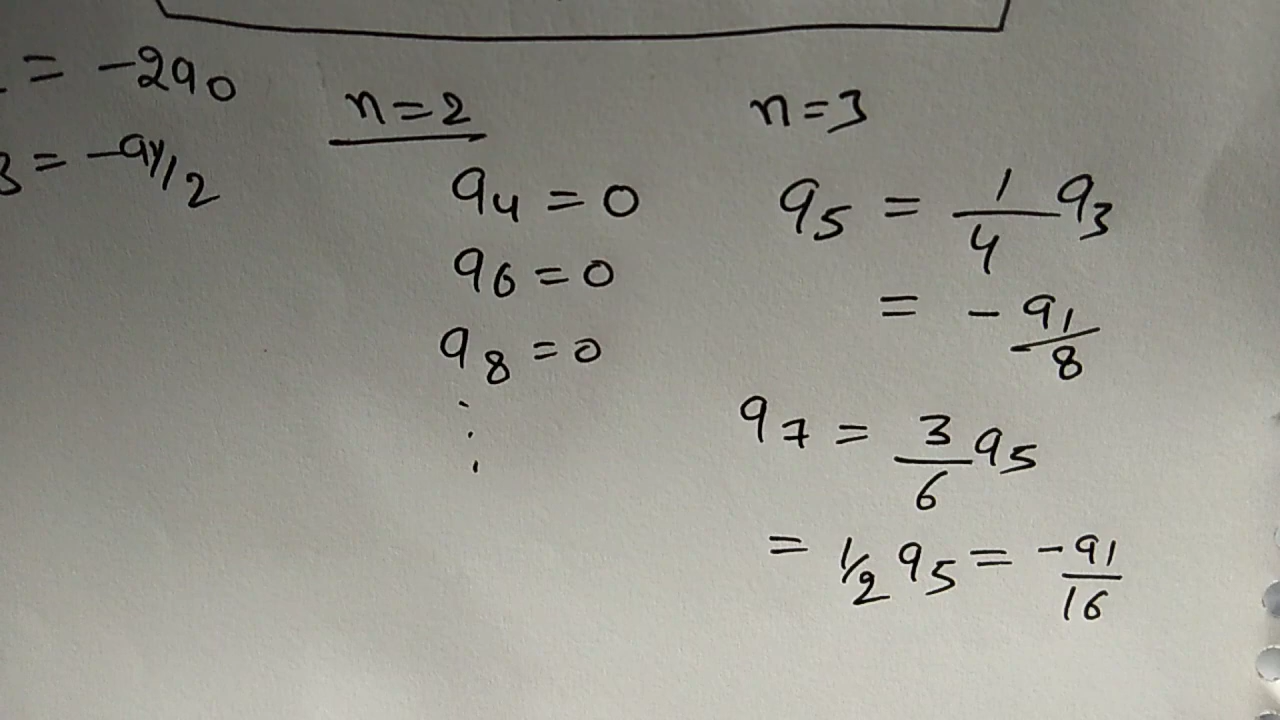 = -2a₀
3 = -a₁/2
n=2
a₄ = 0
a₆ = 0
a₈ = 0
⋮
n=3
a₅ = 1/4 a₃
= -a₁/8
a₇ = 3/6 a₅
= 1/2 a₅ = -a₁/16